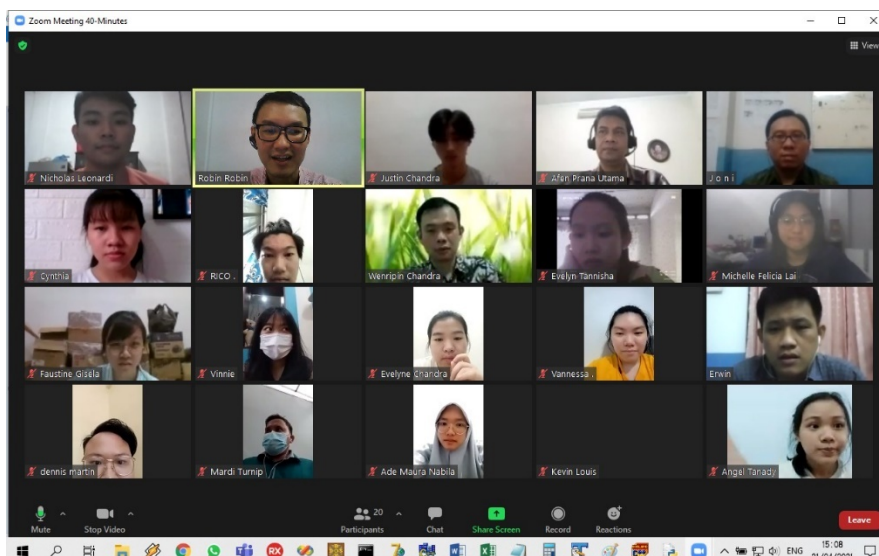 Zoom Meeting 40-Minutes
View
Nicholas Leonardi
Robin Robin
Justin Chandra
Afen Prana Utama
J o n i
Cynthia
RICO .
Wenripin Chandra
Evelyn Tannisha
Michelle Felicia Lai
Faustine Gisela
Vinnie
Evelyne Chandra
Vannessa .
Erwin
dennis martin
Mardi Turnip
Ade Maura Nabila
Kevin Louis
Angel Tanady
Mute
Stop Video
20
Participants
Chat
Share Screen
Record
Reactions
Leave
ENG
15:08